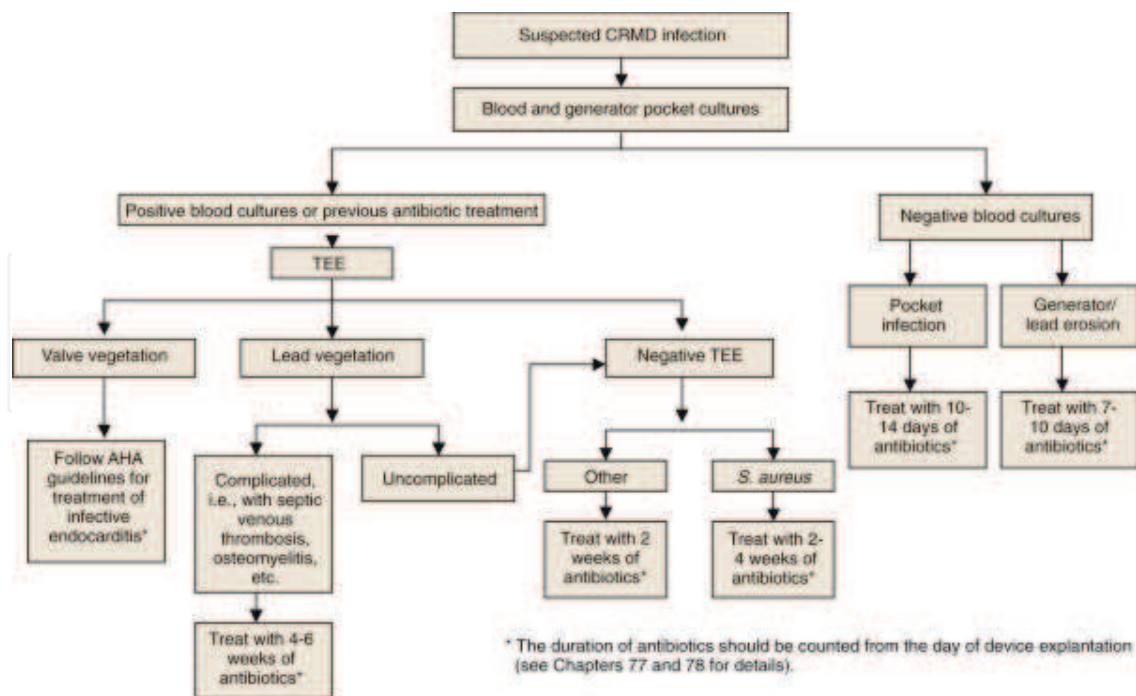 Suspected CRMD infection
Blood and generator pocket cultures
Positive blood cultures or previous antibiotic treatment
Negative blood cultures
TEE
Pocket
infection
Generator/
lead erosion
Valve vegetation
Lead vegetation
Negative TEE
Treat with 10-
14 days of
antibiotics*
Treat with 7-
10 days of
antibiotics*
Follow AHA
guidelines for
treatment of
infective
endocarditis*
Complicated,
i.e., with septic
venous
thrombosis,
osteomyelitis,
etc.
Uncomplicated
Other
S. aureus
Treat with 2
weeks of
antibiotics*
Treat with 2-
4 weeks of
antibiotics*
Treat with 4-6
weeks of
antibiotics*
* The duration of antibiotics should be counted from the day of device explantation
(see Chapters 77 and 78 for details).